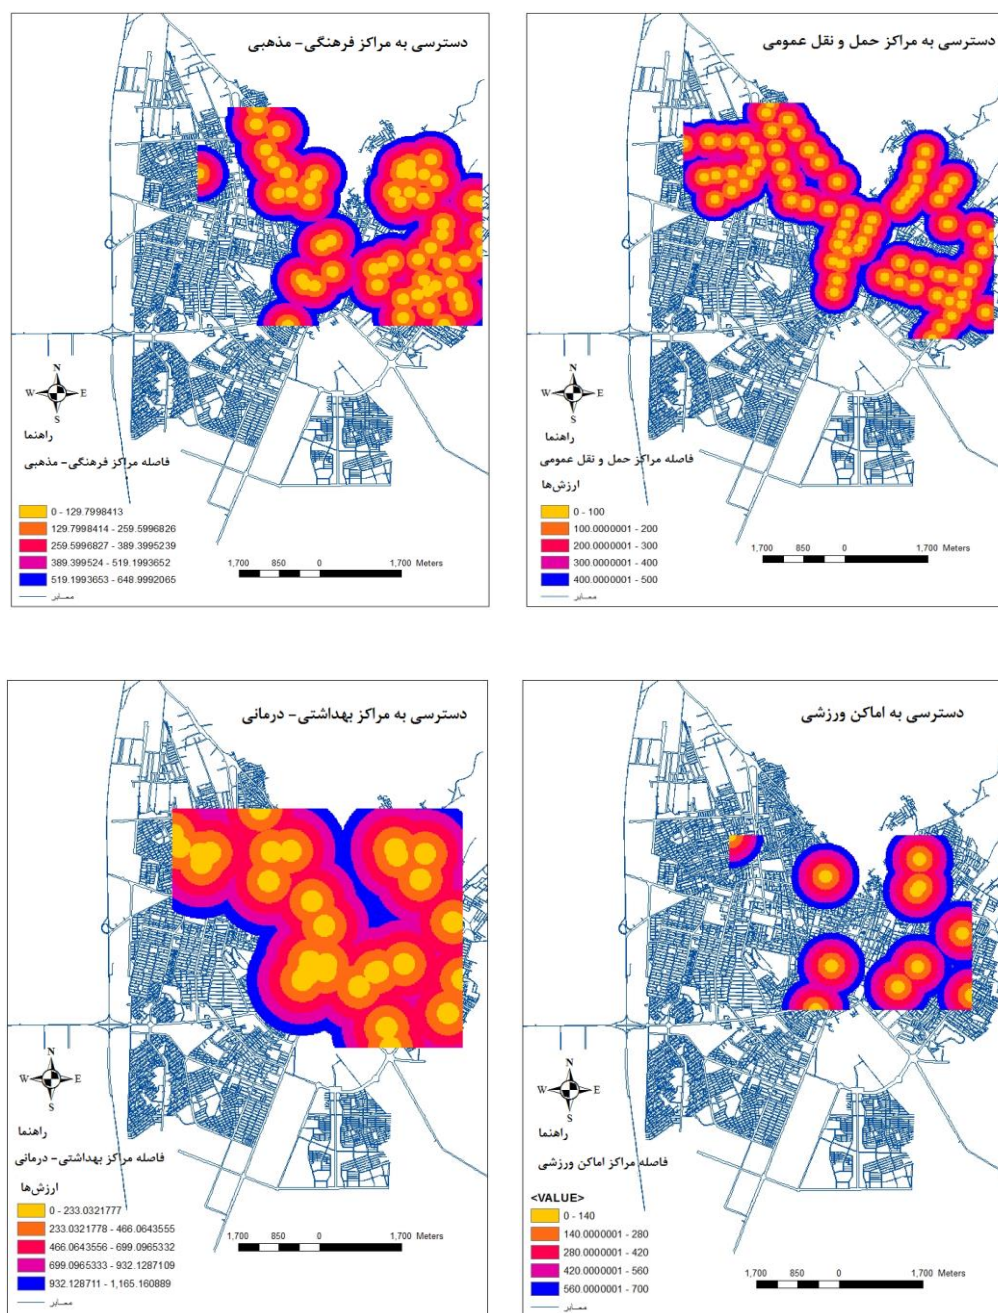 دسترسی به مراکز فرهنگی- مذهبی
N
W E
S
راهنما
فاصله مراکز فرهنگی- مذهبی
0 - 129.7998413
129.7998414 - 259.5996826
259.5996827 - 389.3995239
389.399524 - 519.1993652
519.1993653 - 648.9992065
معابر
1,700 850 0 1,700 Meters
دسترسی به مراکز حمل و نقل عمومی
N
W E
S
راهنما
فاصله مراکز حمل و نقل عمومی
ارزش‌ها
0 - 100
100.0000001 - 200
200.0000001 - 300
300.0000001 - 400
400.0000001 - 500
معابر
1,700 850 0 1,700 Meters
دسترسی به مراکز بهداشتی- درمانی
N
W E
S
راهنما
فاصله مراکز بهداشتی- درمانی
ارزش‌ها
0 - 233.0321777
233.0321778 - 466.0643555
466.0643556 - 699.0965332
699.0965333 - 932.1287109
932.128711 - 1,165.160889
معابر
1,700 850 0 1,700 Meters
دسترسی به اماکن ورزشی
N
W E
S
راهنما
فاصله مراکز اماکن ورزشی
<VALUE>
0 - 140
140.0000001 - 280
280.0000001 - 420
420.0000001 - 560
560.0000001 - 700
معابر
1,700 850 0 1,700 Meters